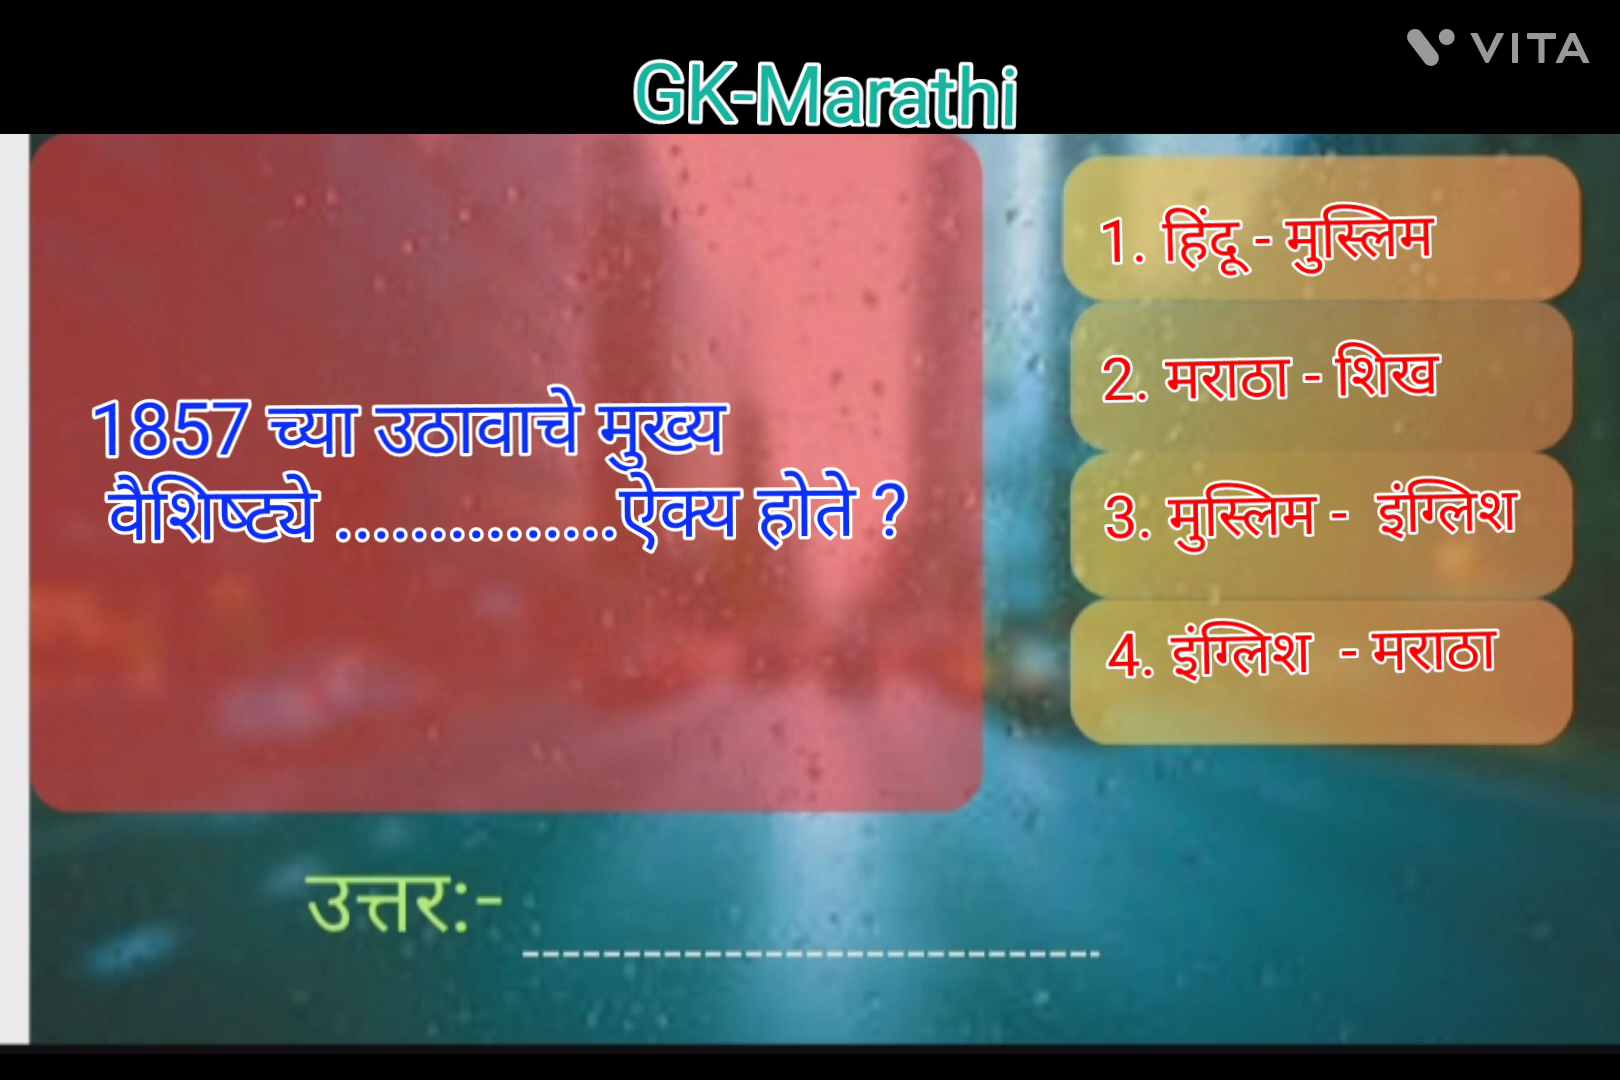 VITA
GK-Marathi
1857 च्या उठावाचे मुख्य
वैशिष्ट्ये ...............ऐक्य होते ?
1. हिंदू - मुस्लिम
2. मराठा - शिख
3. मुस्लिम - इंग्लिश
4. इंग्लिश - मराठा
उत्तर:- -----------------------------